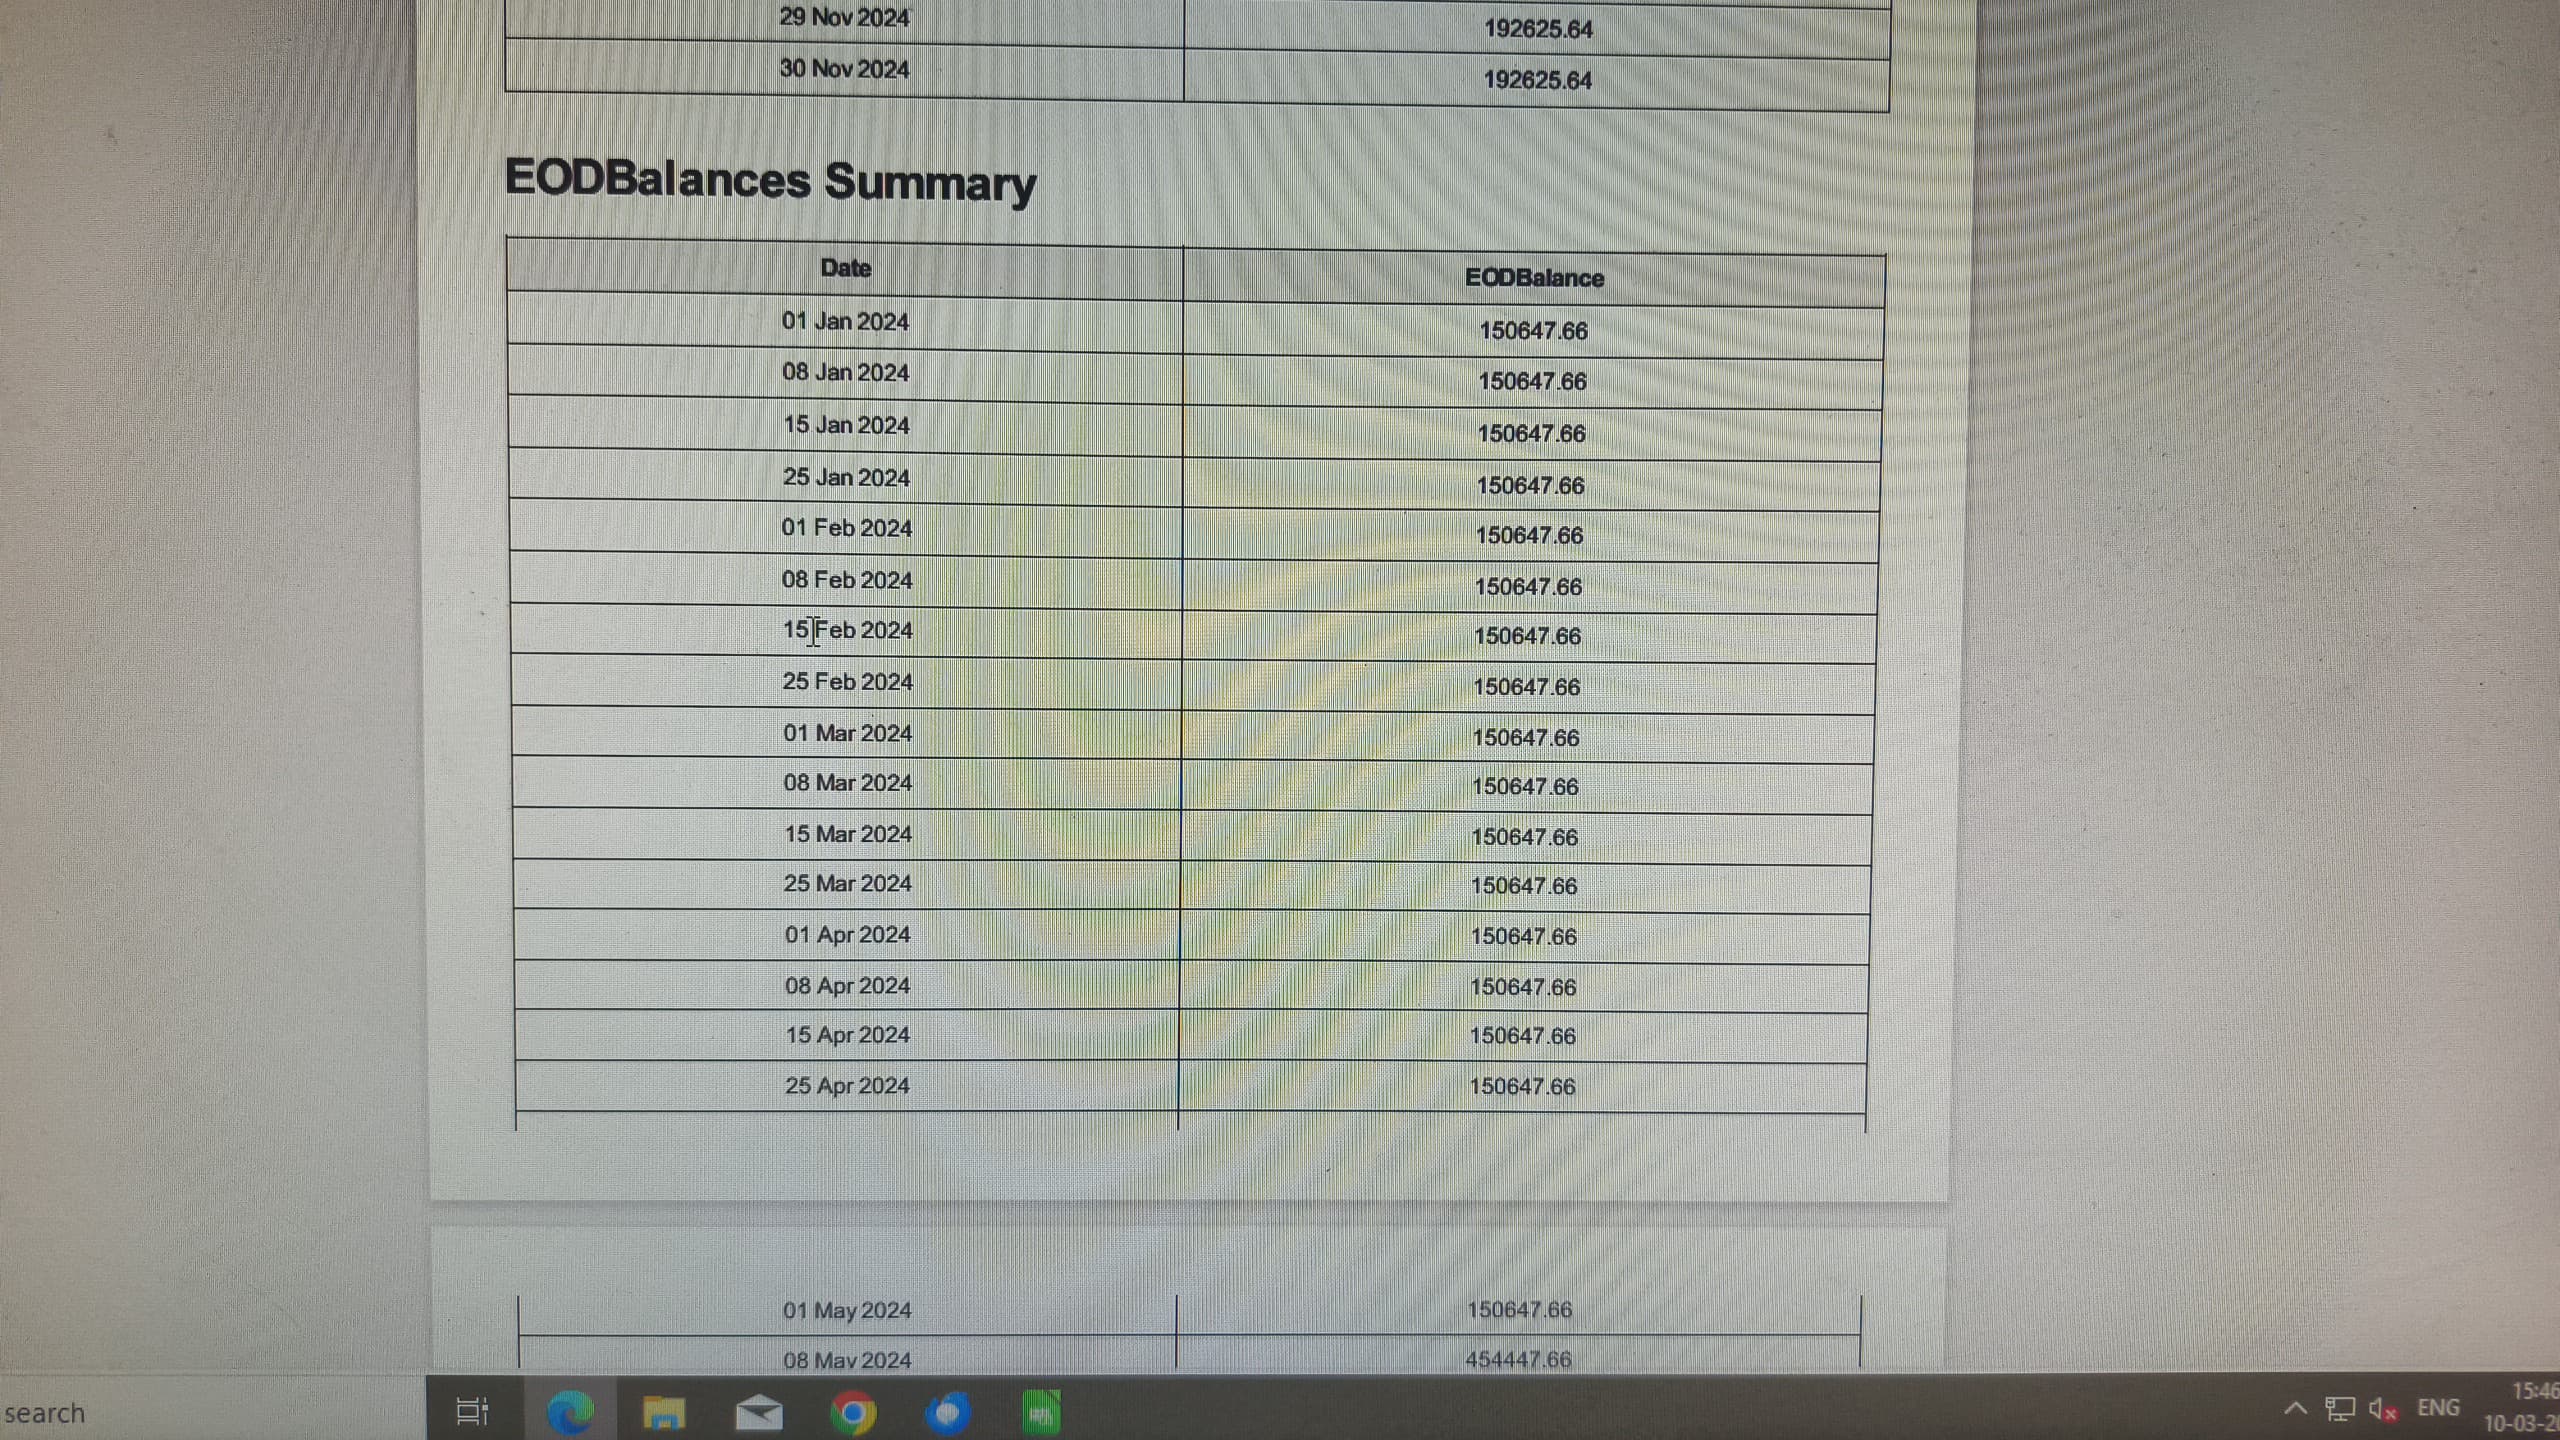 29 Nov 2024 192625.64
30 Nov 2024 192625.64
EODBalances Summary
Date EODBalance
01 Jan 2024 150647.66
08 Jan 2024 150647.66
15 Jan 2024 150647.66
25 Jan 2024 150647.66
01 Feb 2024 150647.66
08 Feb 2024 150647.66
15 Feb 2024 150647.66
25 Feb 2024 150647.66
01 Mar 2024 150647.66
08 Mar 2024 150647.66
15 Mar 2024 150647.66
25 Mar 2024 150647.66
01 Apr 2024 150647.66
08 Apr 2024 150647.66
15 Apr 2024 150647.66
25 Apr 2024 150647.66
01 May 2024 150647.66
08 May 2024 454447.66
search
ENG
15:46
10-03-2